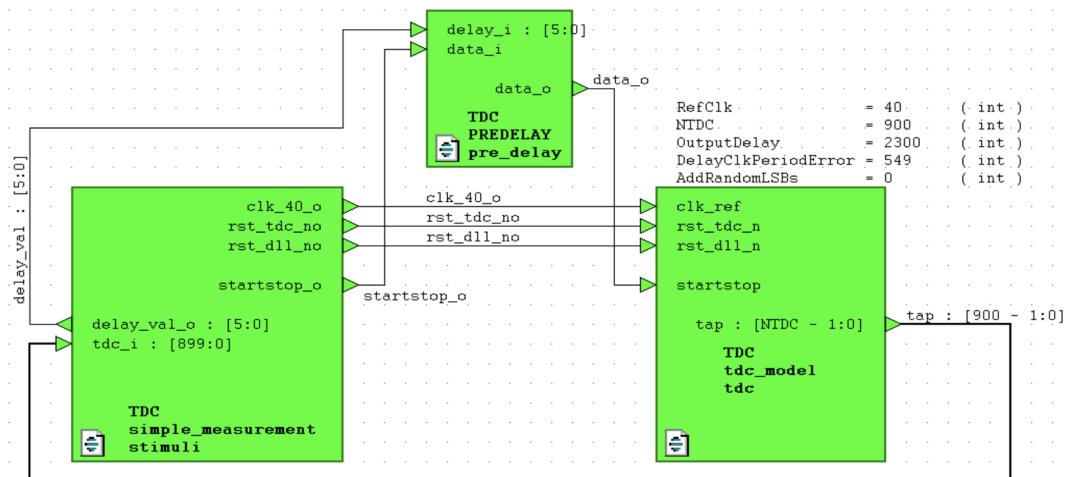 delay_i : [5:0]
data_i
data_o
data_o
TDC
PREDELAY
pre_delay
RefClk = 40 ( int )
NTDC = 900 ( int )
OutputDelay = 2300 ( int )
DelayClkPeriodError = 549 ( int )
AddRandomLSBs = 0 ( int )
delay_val : [5:0]
clk_40_o
rst_tdc_no
rst_dll_no
startstop_o
delay_val_o : [5:0]
tdc_i : [899:0]
TDC
simple_measurement
stimuli
clk_40_o
rst_tdc_no
rst_dll_no
startstop_o
clk_ref
rst_tdc_n
rst_dll_n
startstop
tap : [NTDC - 1:0]
TDC
tdc_model
tdc
tap : [900 - 1:0]